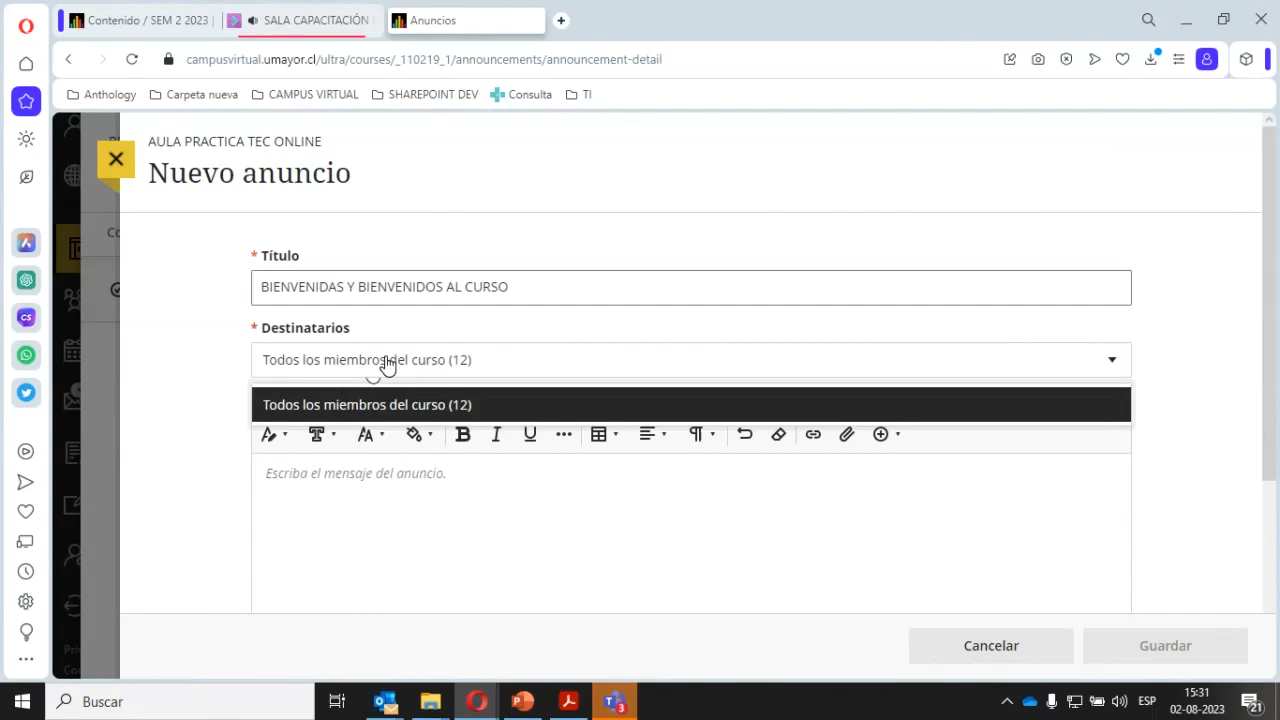 Contenido / SEM 2 2023 |
SALA CAPACITACIÓN
Anuncios
campusvirtual.umayor.cl/ultra/courses/_110219_1/announcements/announcement-detail
Anthology
Carpeta nueva
CAMPUS VIRTUAL
SHAREPOINT DEV
Consulta
TI
AULA PRACTICA TEC ONLINE
Nuevo anuncio
* Título
BIENVENIDAS Y BIENVENIDOS AL CURSO
* Destinatarios
Todos los miembros del curso (12)
Todos los miembros del curso (12)
Escriba el mensaje del anuncio.
Cancelar
Guardar
CS
Buscar
3
ESP
15:31
02-08-2023
21